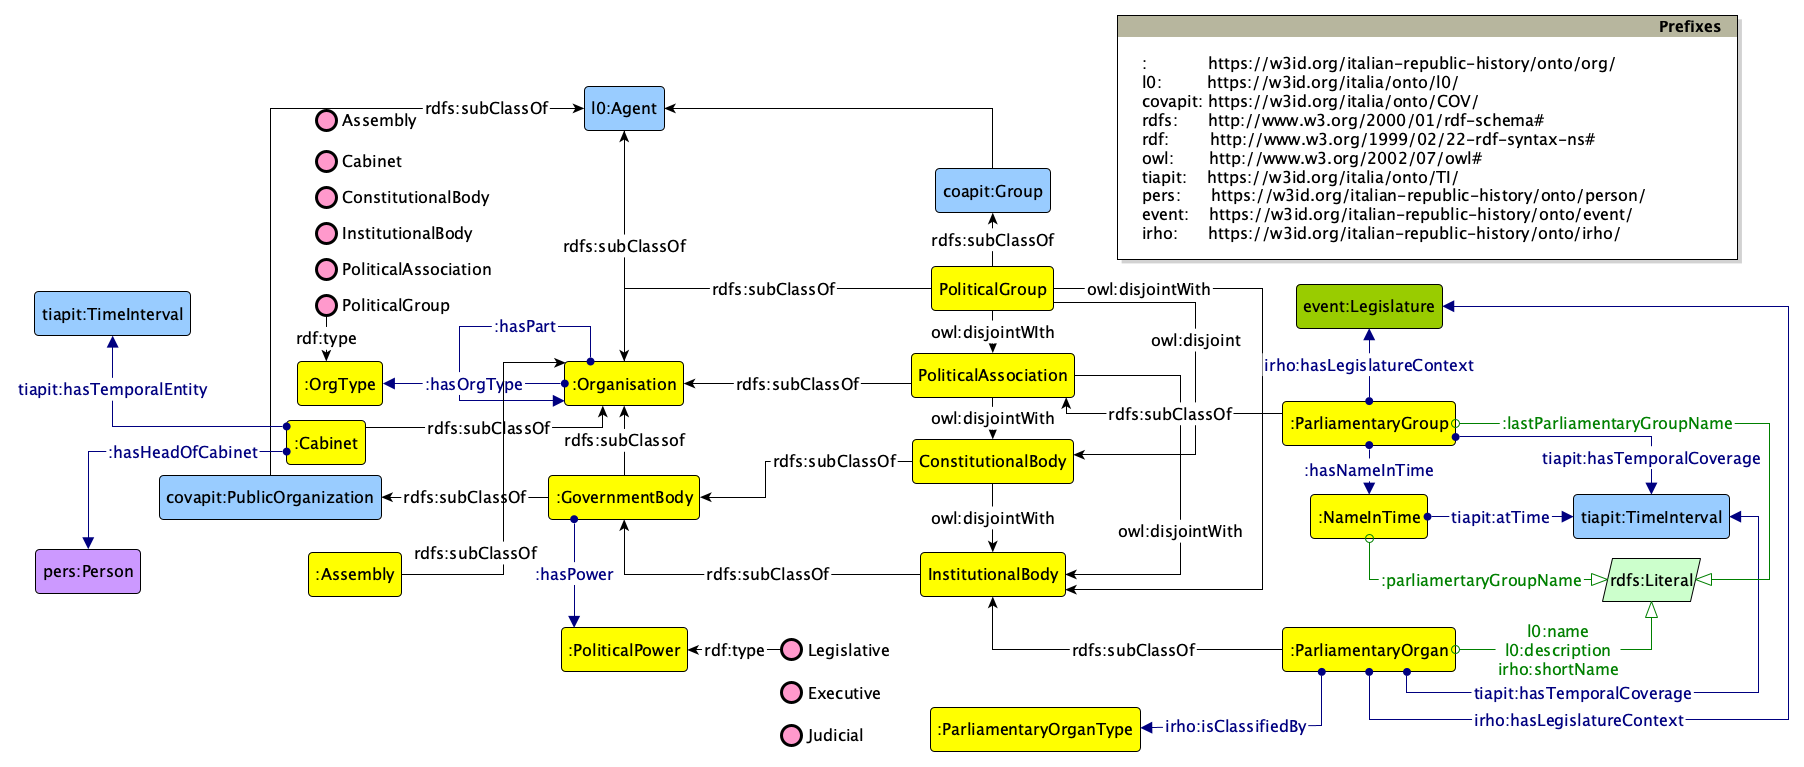 Prefixes
: https://w3id.org/italian-republic-history/onto/org/
l0: https://w3id.org/italia/onto/l0/
covapit: https://w3id.org/italia/onto/COV/
rdfs: http://www.w3.org/2000/01/rdf-schema#
rdf: http://www.w3.org/1999/02/22-rdf-syntax-ns#
owl: http://www.w3.org/2002/07/owl#
tiapit: https://w3id.org/italia/onto/TI/
pers: https://w3id.org/italian-republic-history/onto/person/
event: https://w3id.org/italian-republic-history/onto/event/
irho: https://w3id.org/italian-republic-history/onto/irho/
rdfs:subClassOf
l0:Agent
Assembly
Cabinet
ConstitutionalBody
InstitutionalBody
PoliticalAssociation
PoliticalGroup
rdf:type
coapit:Group
rdfs:subClassOf
rdfs:subClassOf
rdfs:subClassOf
PoliticalGroup
owl:disjointWith
tiapit:TimeInterval
event:Legislature
:hasPart
owl:disjointWIth
owl:disjoint
irho:hasLegislatureContext
:OrgType
:hasOrgType
:Organisation
rdfs:subClassOf
PoliticalAssociation
tiapit:hasTemporalEntity
rdfs:subClassOf
:ParliamentaryGroup
:lastParliamentaryGroupName
:Cabinet
rdfs:subClassOf
rdfs:subClassof
owl:disjointWith
:hasHeadOfCabinet
rdfs:subClassOf
ConstitutionalBody
:hasNameInTime
tiapit:hasTemporalCoverage
covapit:PublicOrganization
rdfs:subClassOf
:GovernmentBody
owl:disjointWith
owl:disjointWith
:NameInTime
tiapit:atTime
tiapit:TimeInterval
rdfs:subClassOf
pers:Person
:Assembly
:hasPower
rdfs:subClassOf
InstitutionalBody
:parliamertaryGroupName
rdfs:Literal
:PoliticalPower
rdf:type
Legislative
Executive
Judicial
rdfs:subClassOf
:ParliamentaryOrgan
l0:name
l0:description
irho:shortName
tiapit:hasTemporalCoverage
irho:hasLegislatureContext
:ParliamentaryOrganType
irho:isClassifiedBy